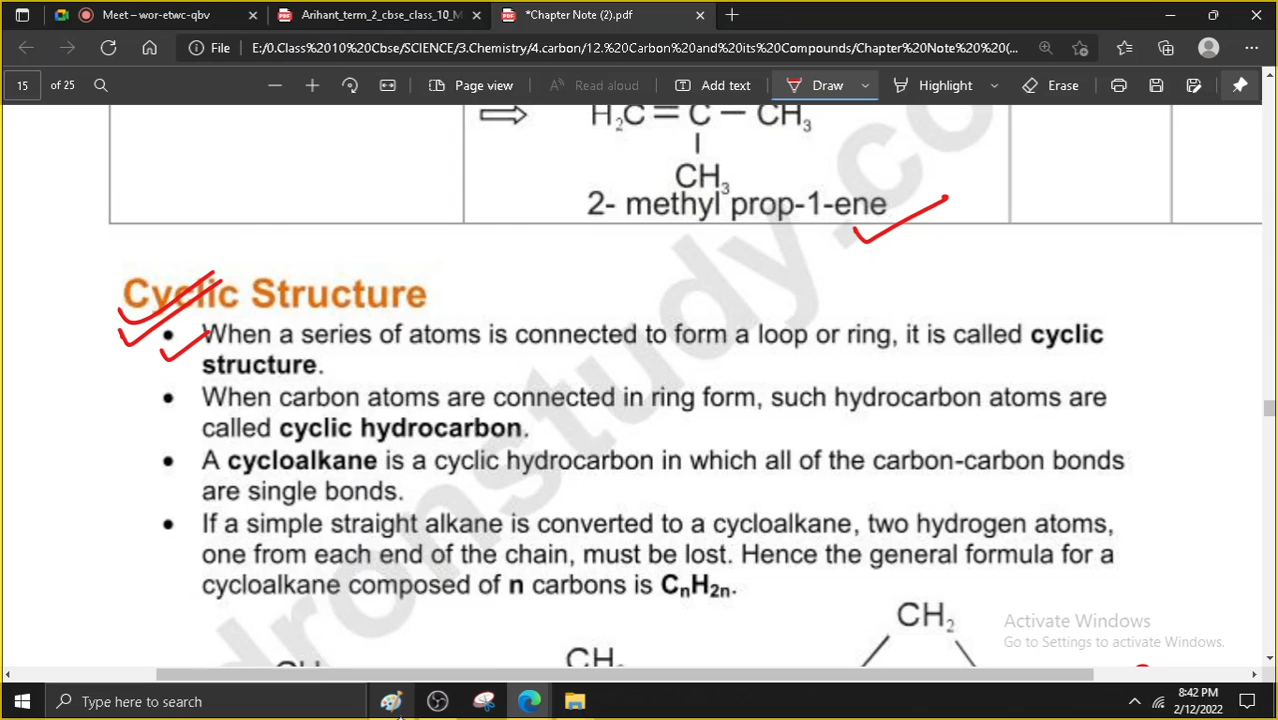 Meet – wor-etwc-qbv
Arihant_term_2_cbse_class_10_M
*Chapter Note (2).pdf
File E:/0.Class%2010%20Cbse/SCIENCE/3.Chemistry/4.carbon/12.%20Carbon%20and%20its%20Compounds/Chapter%20Note%20%20(...
15 of 25 Page view Read aloud Add text Draw Highlight Erase
⇒ H₂C = C – CH₃
CH₃
2- methyl prop-1-ene
Cyclic Structure
• When a series of atoms is connected to form a loop or ring, it is called cyclic
structure.
• When carbon atoms are connected in ring form, such hydrocarbon atoms are
called cyclic hydrocarbon.
• A cycloalkane is a cyclic hydrocarbon in which all of the carbon-carbon bonds
are single bonds.
• If a simple straight alkane is converted to a cycloalkane, two hydrogen atoms,
one from each end of the chain, must be lost. Hence the general formula for a
cycloalkane composed of n carbons is CₙH₂ₙ.
CH₂
Activate Windows
Go to Settings to activate Windows.
Type here to search
8:42 PM
2/12/2022